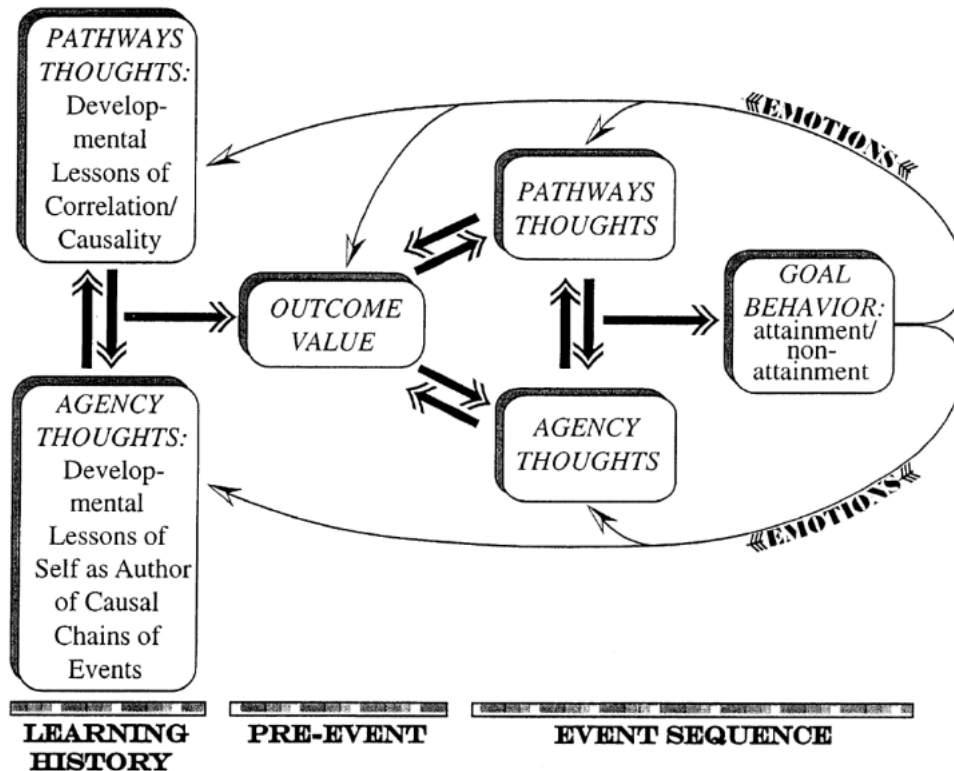 PATHWAYS
THOUGHTS:
Develop-
mental
Lessons of
Correlation/
Causality
AGENCY
THOUGHTS:
Develop-
mental
Lessons of
Self as Author
of Causal
Chains of
Events
OUTCOME
VALUE
PATHWAYS
THOUGHTS
AGENCY
THOUGHTS
GOAL
BEHAVIOR:
attainment/
non-
attainment
EMOTIONS
EMOTIONS
LEARNING
HISTORY
PRE-EVENT
EVENT SEQUENCE